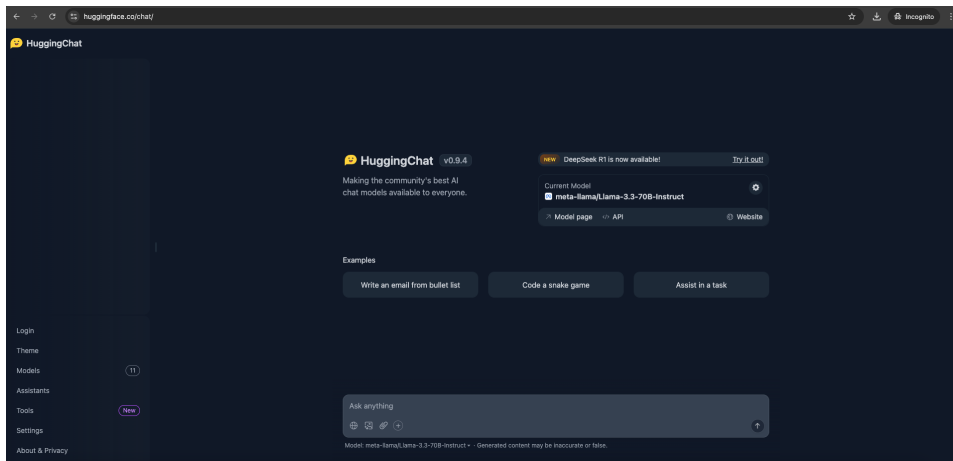 huggingface.co/chat/
Incognito
HuggingChat
HuggingChat v0.9.4
Making the community's best AI
chat models available to everyone.
NEW DeepSeek R1 is now available! Try it out!
Current Model
meta-llama/Llama-3.3-70B-Instruct
Model page API Website
Examples
Write an email from bullet list Code a snake game Assist in a task
Login
Theme
Models 11
Assistants
Tools New
Settings
About & Privacy
Ask anything
Model: meta-llama/Llama-3.3-70B-Instruct · Generated content may be inaccurate or false.